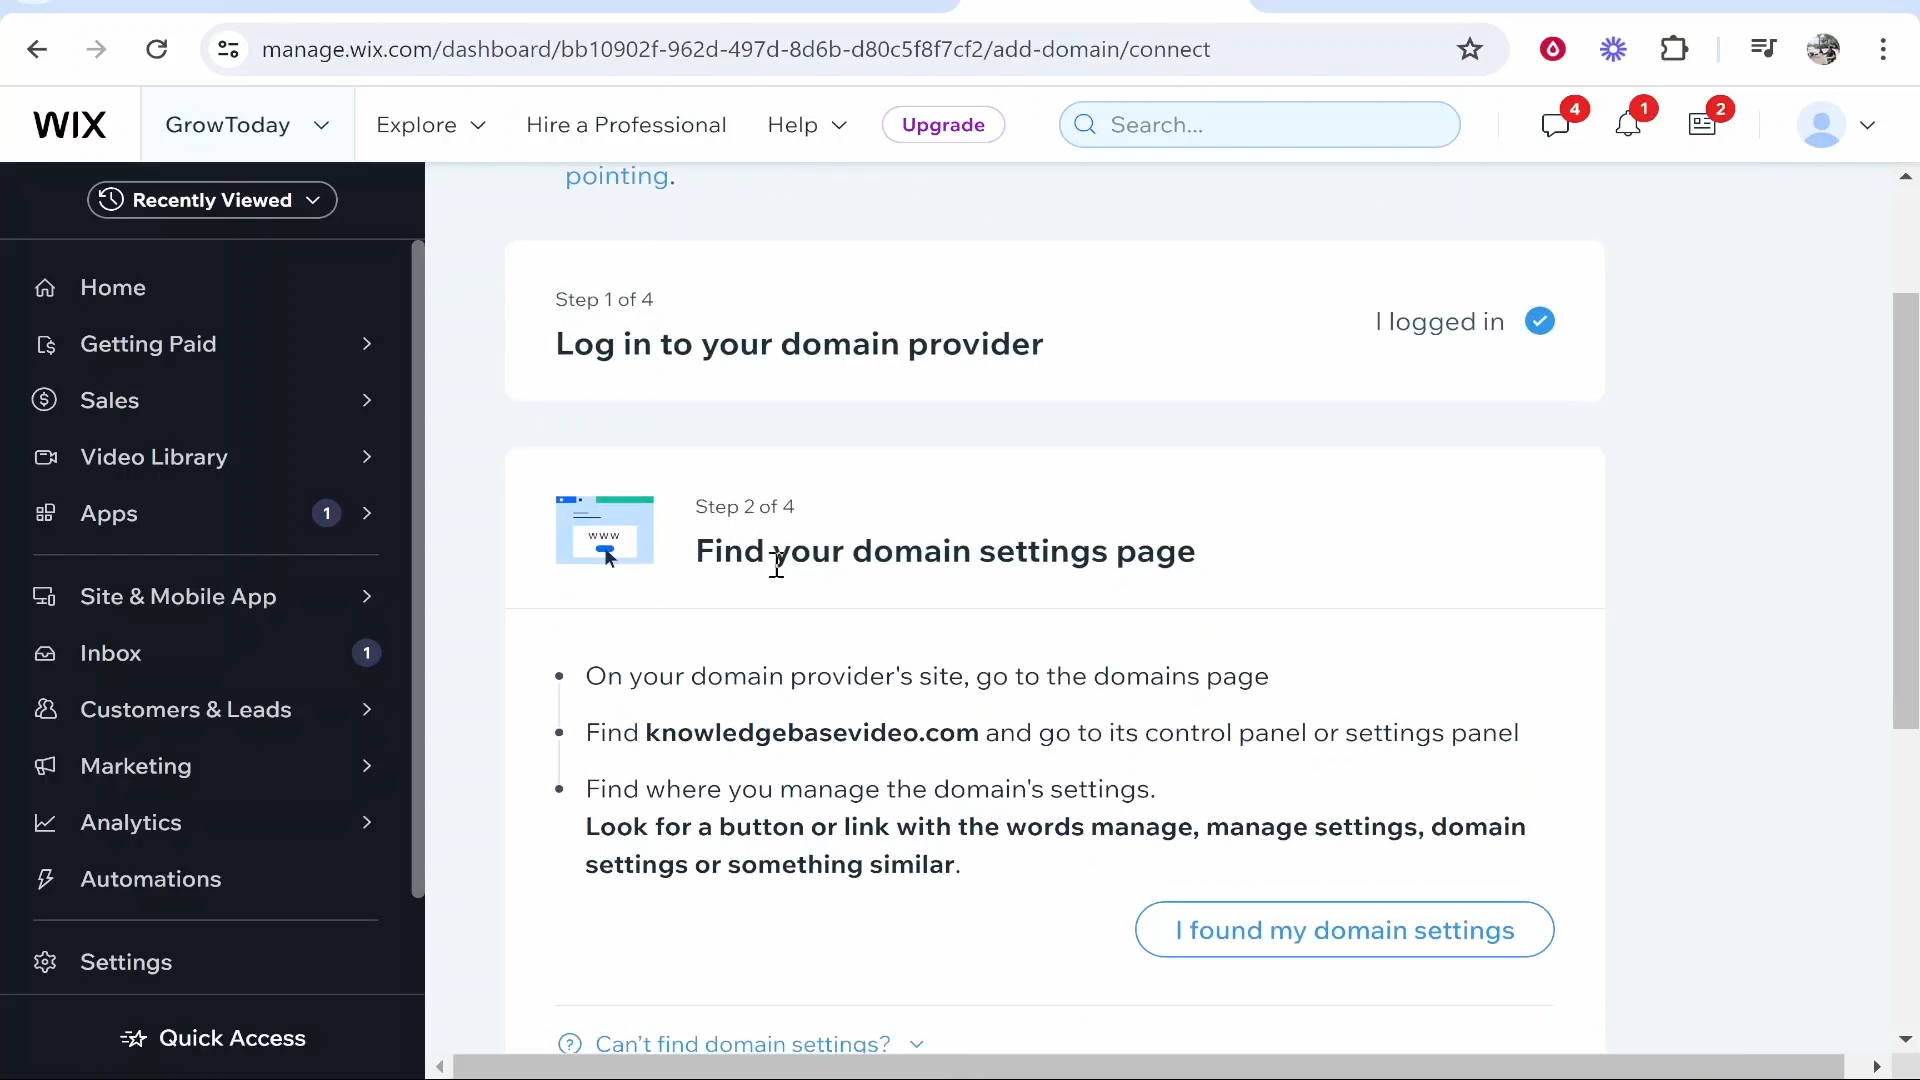 manage.wix.com/dashboard/bb10902f-962d-497d-8d6b-d80c5f8f7cf2/add-domain/connect
WIX
GrowToday
Explore
Hire a Professional
Help
Upgrade
Search...
4
1
2
Recently Viewed
Home
Getting Paid
Sales
Video Library
Apps
1
Site & Mobile App
Inbox
1
Customers & Leads
Marketing
Analytics
Automations
Settings
Quick Access
pointing.
Step 1 of 4
Log in to your domain provider
I logged in
www
Step 2 of 4
Find your domain settings page
On your domain provider's site, go to the domains page
Find knowledgebasevideo.com and go to its control panel or settings panel
Find where you manage the domain's settings.
Look for a button or link with the words manage, manage settings, domain
settings or something similar.
I found my domain settings
Can't find domain settings?